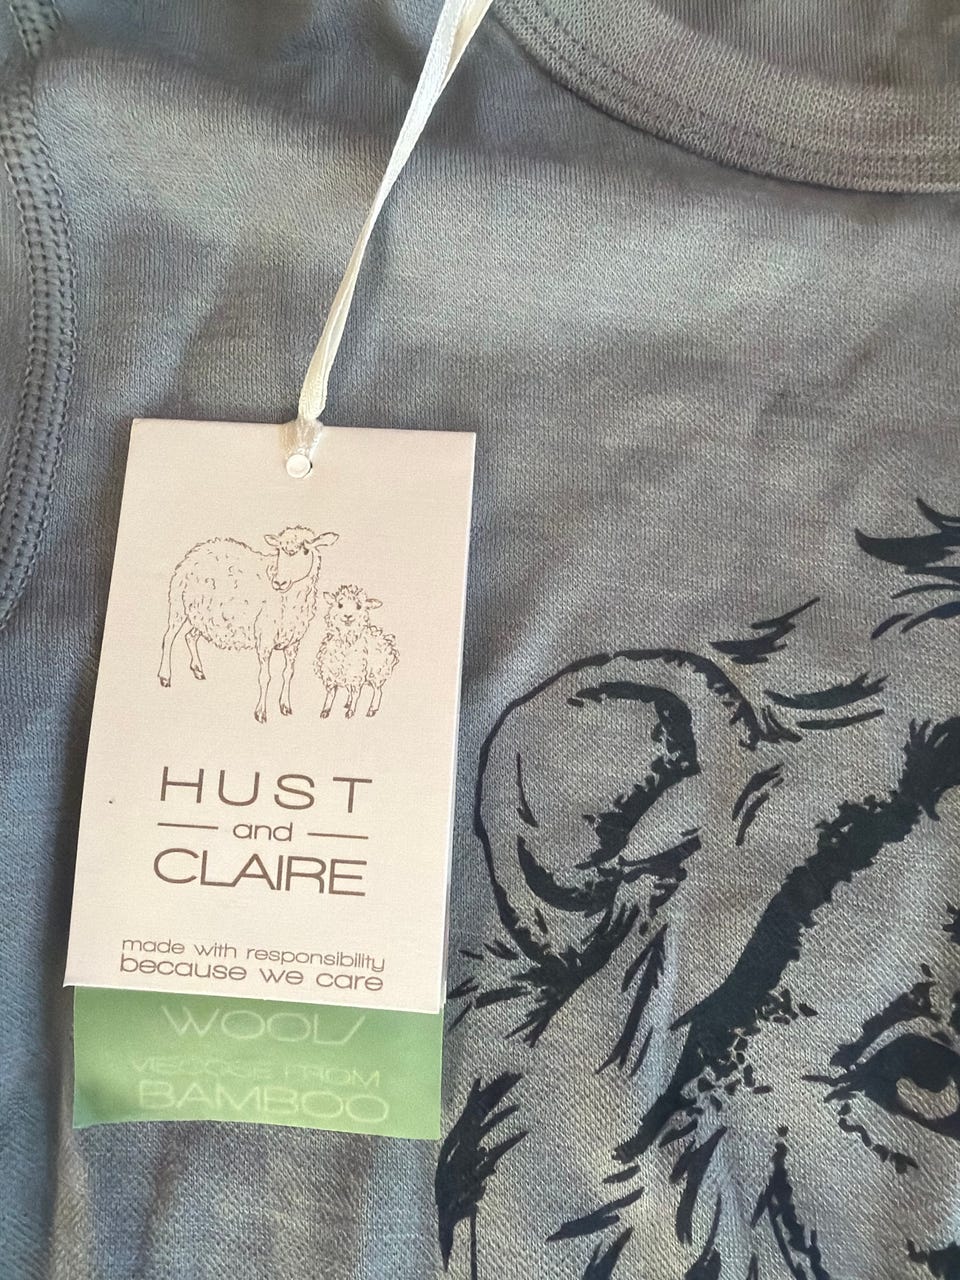 HUST
and
CLAIRE
made with responsibility
because we care
WOOL/
VISCOSE FROM
BAMBOO